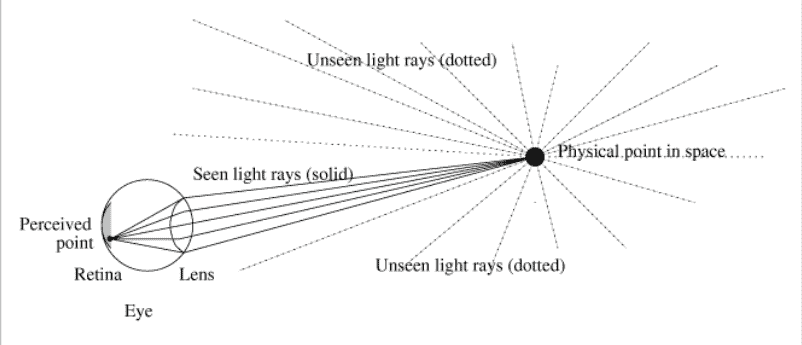 Unseen light rays (dotted)
Physical point in space
Seen light rays (solid)
Perceived
point
Retina
Lens
Unseen light rays (dotted)
Eye